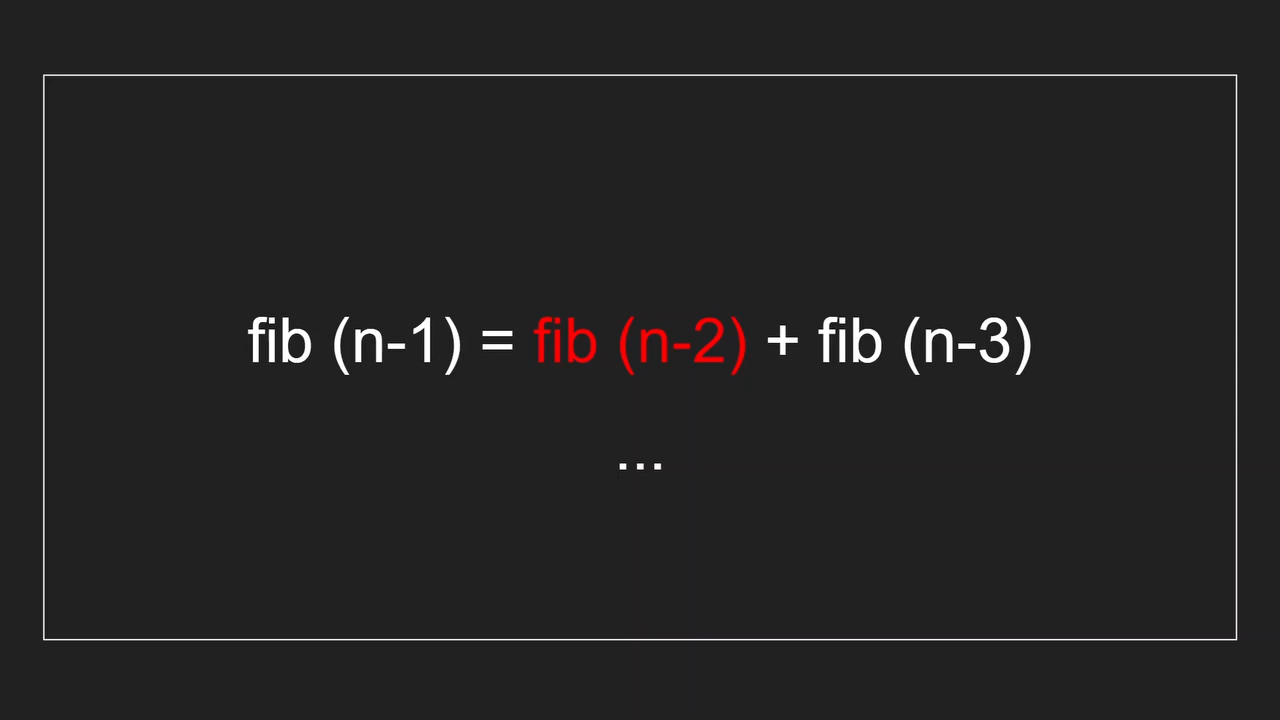 fib (n-1) = fib (n-2) + fib (n-3)
...